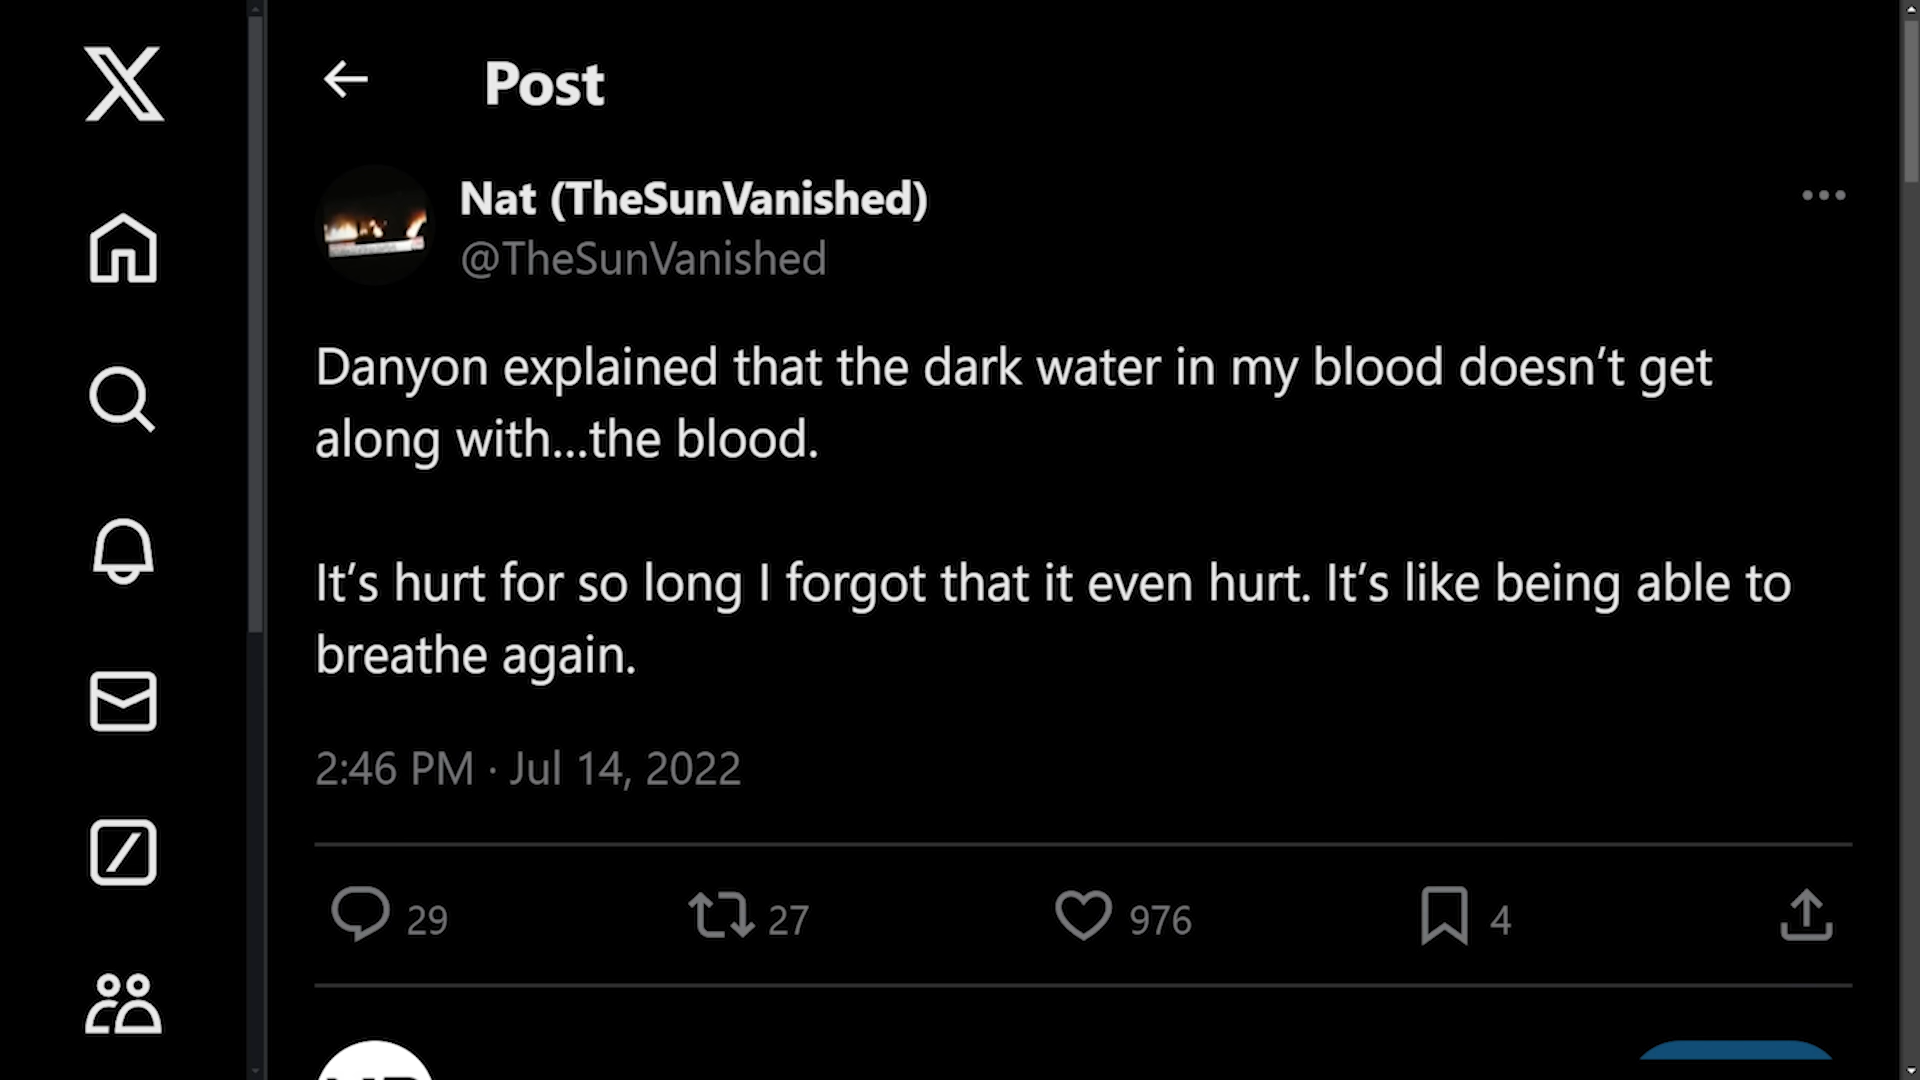 Post
Nat (TheSunVanished)
@TheSunVanished
Danyon explained that the dark water in my blood doesn’t get
along with...the blood.
It’s hurt for so long I forgot that it even hurt. It’s like being able to
breathe again.
2:46 PM · Jul 14, 2022
29 27 976 4